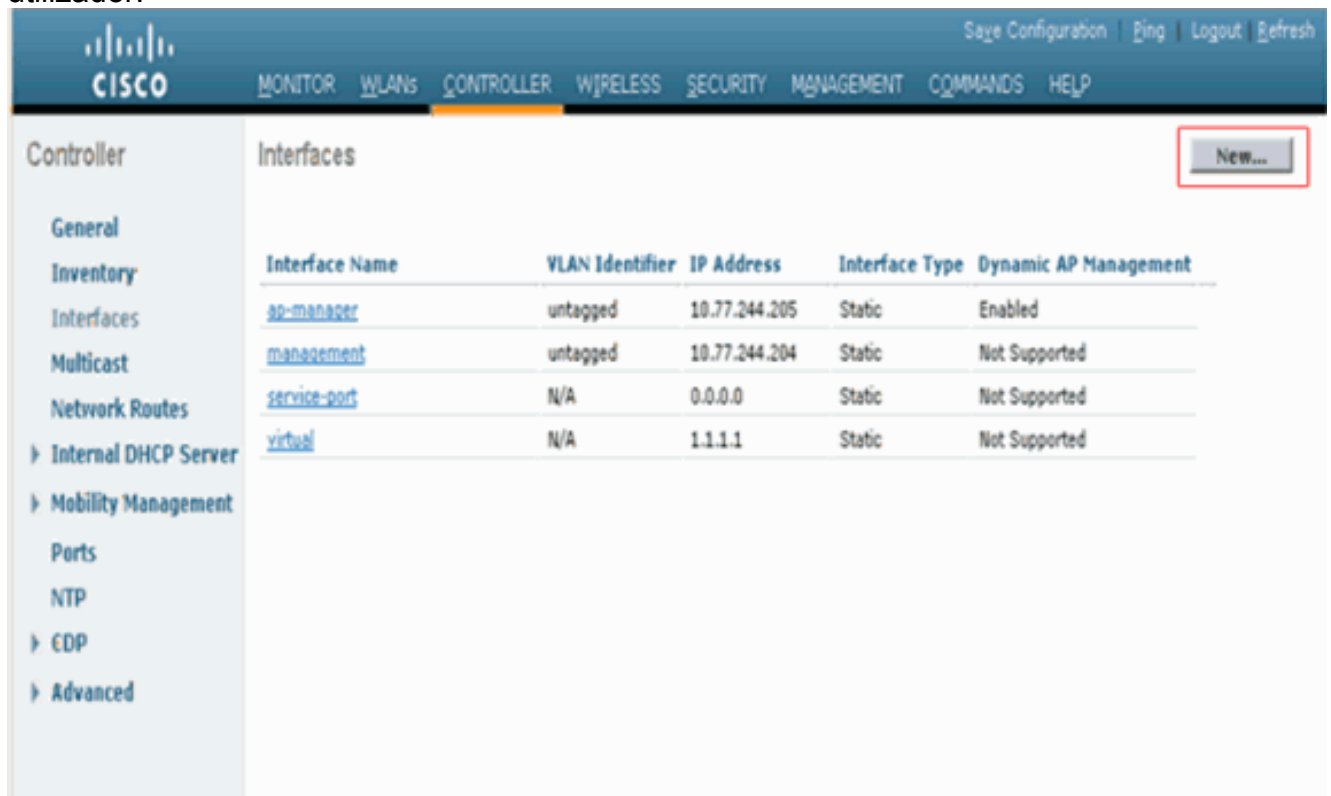 utilizador.
Save Configuration | Ping | Logout | Refresh
CISCO
MONITOR WLANs CONTROLLER WIRELESS SECURITY MANAGEMENT COMMANDS HELP
Controller
General
Inventory
Interfaces
Multicast
Network Routes
Internal DHCP Server
Mobility Management
Ports
NTP
CDP
Advanced
Interfaces
New...
Interface Name VLAN Identifier IP Address Interface Type Dynamic AP Management
ap-manager untagged 10.77.244.205 Static Enabled
management untagged 10.77.244.204 Static Not Supported
service-port N/A 0.0.0.0 Static Not Supported
virtual N/A 1.1.1.1 Static Not Supported